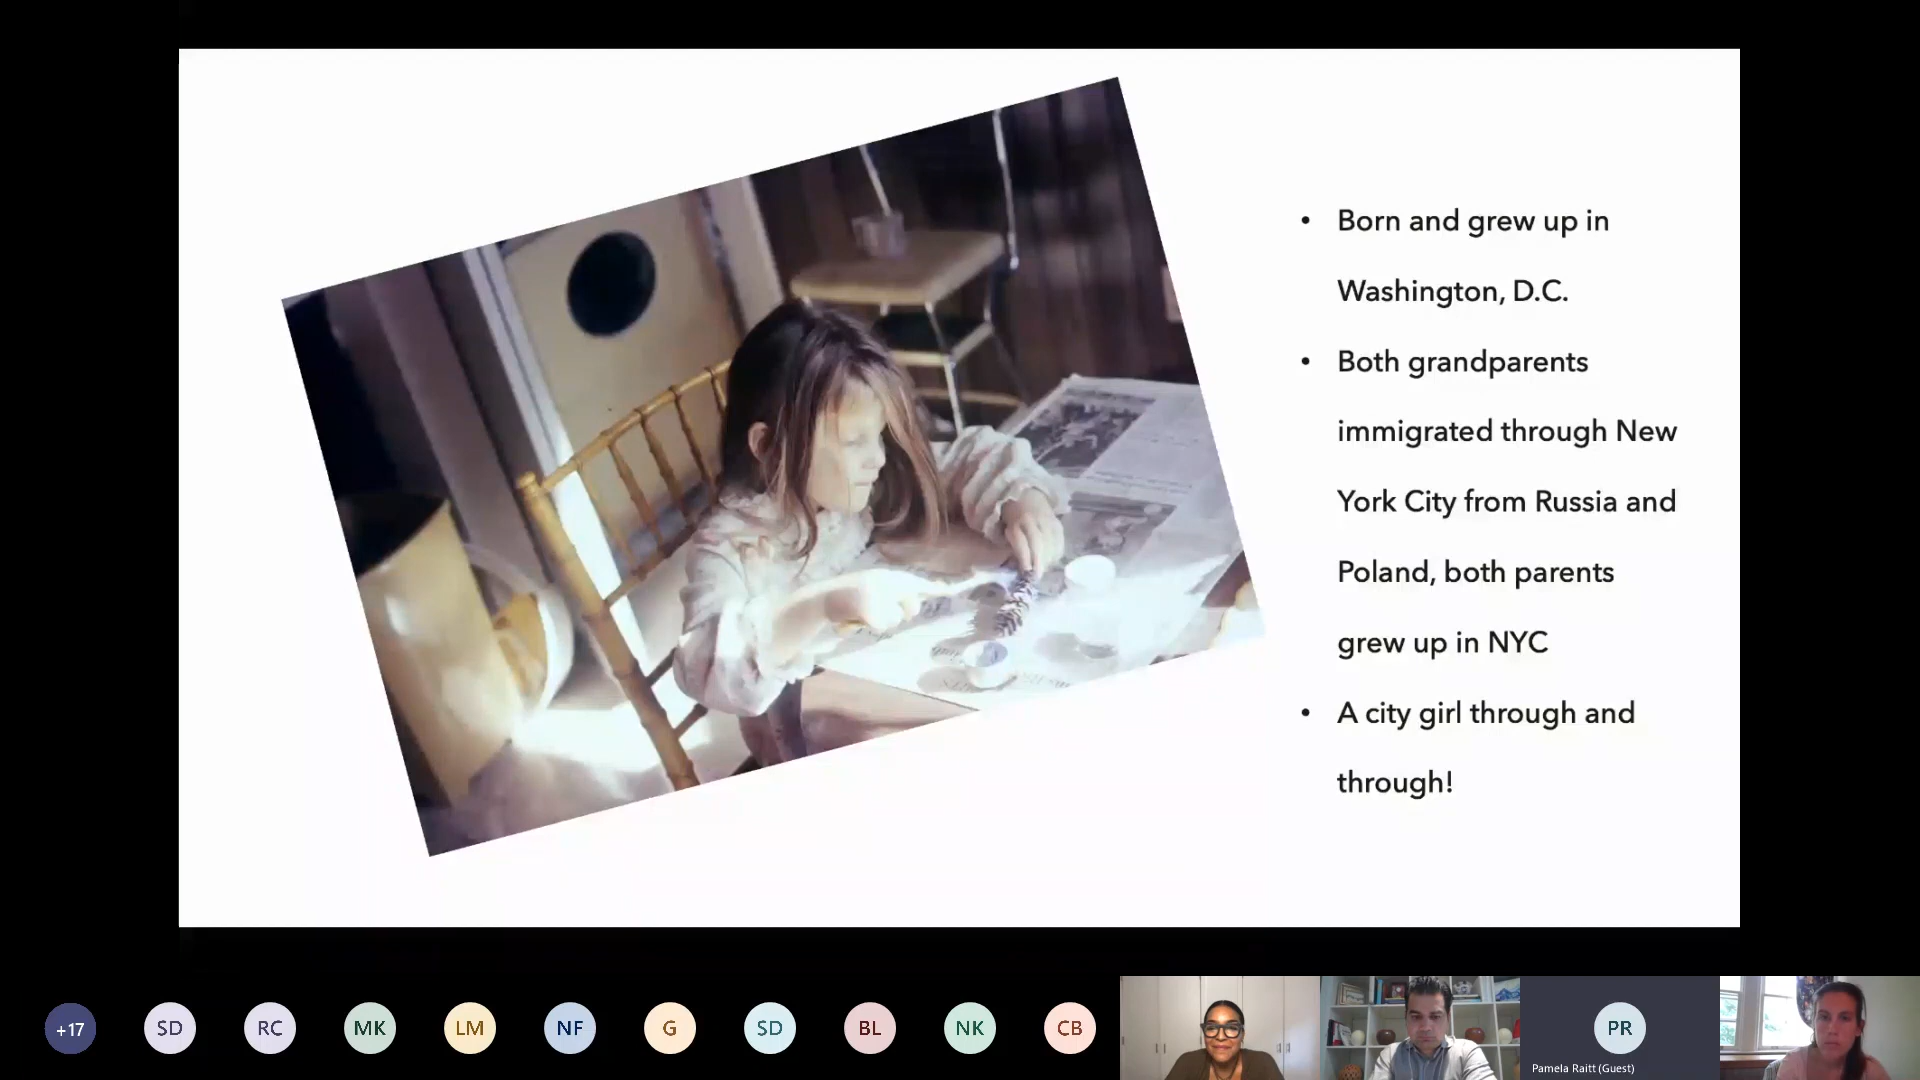 • Born and grew up in
Washington, D.C.
• Both grandparents
immigrated through New
York City from Russia and
Poland, both parents
grew up in NYC
• A city girl through and
through!
+17
SD
RC
MK
LM
NF
G
SD
BL
NK
CB
PR
Pamela Raitt (Guest)